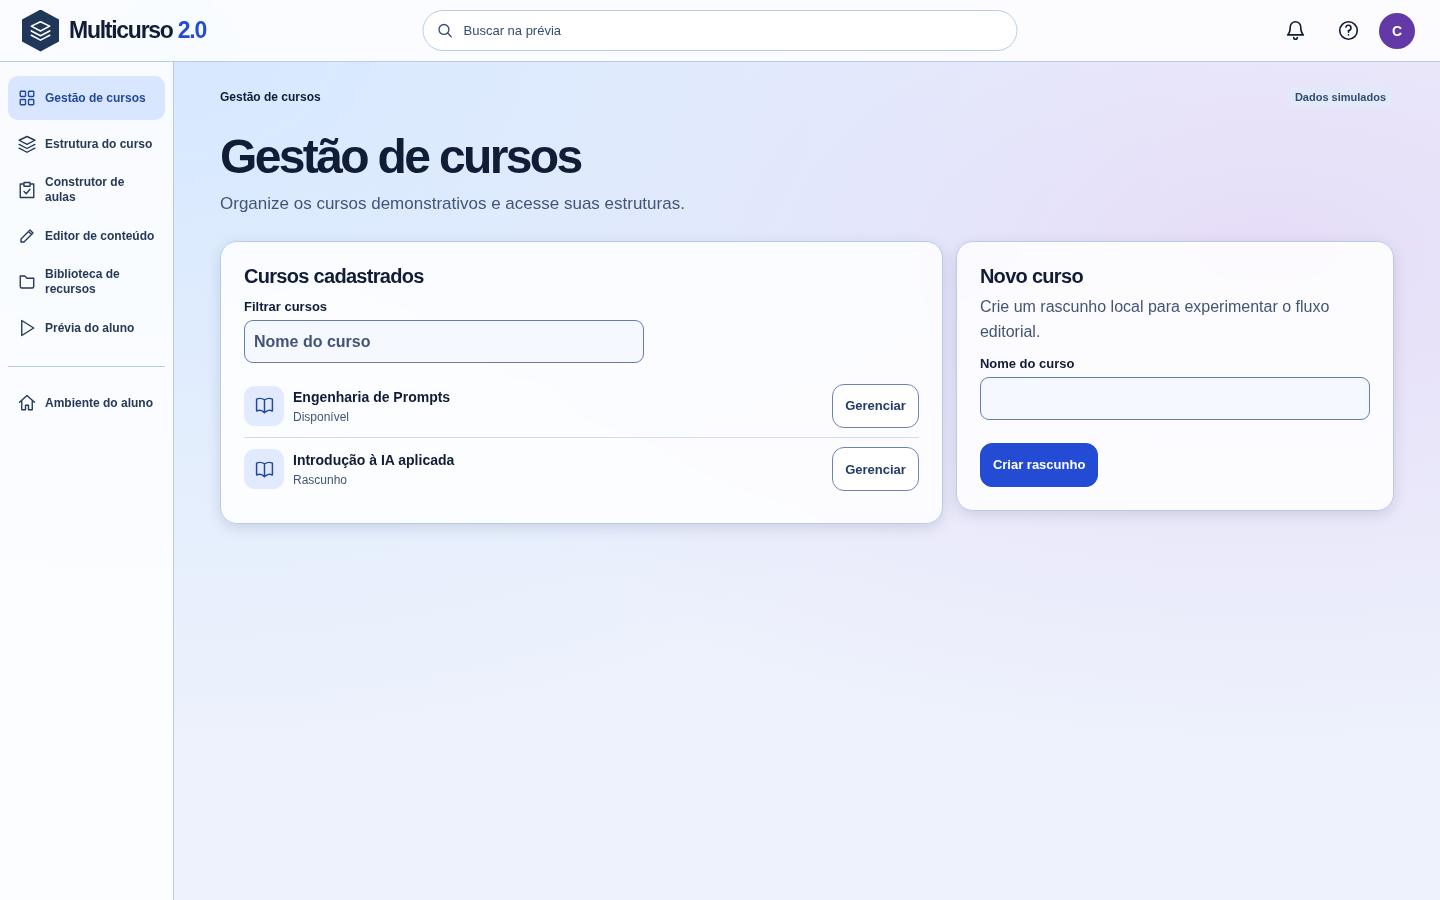 Multicurso 2.0
Buscar na prévia
C
Gestão de cursos
Estrutura do curso
Construtor de
aulas
Editor de conteúdo
Biblioteca de
recursos
Prévia do aluno
Ambiente do aluno
Gestão de cursos
Dados simulados
Gestão de cursos
Organize os cursos demonstrativos e acesse suas estruturas.
Cursos cadastrados
Filtrar cursos
Nome do curso
Engenharia de Prompts
Disponível
Gerenciar
Introdução à IA aplicada
Rascunho
Gerenciar
Novo curso
Crie um rascunho local para experimentar o fluxo
editorial.
Nome do curso
Criar rascunho